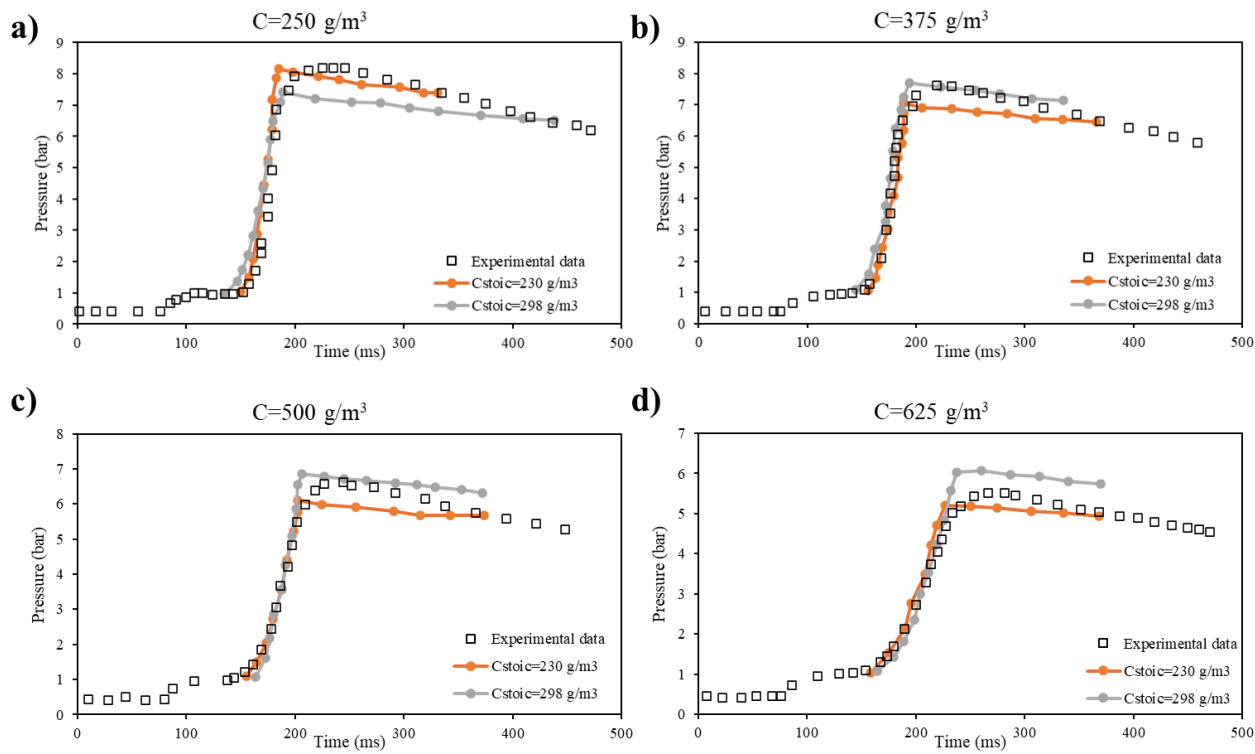 a)
C=250 g/m³
Pressure (bar)
9
8
7
6
5
4
3
2
1
0
Experimental data
Cstoic=230 g/m3
Cstoic=298 g/m3
0 100 200 300 400 500
Time (ms)
b)
C=375 g/m³
Pressure (bar)
9
8
7
6
5
4
3
2
1
0
Experimental data
Cstoic=230 g/m3
Cstoic=298 g/m3
0 100 200 300 400 500
Time (ms)
c)
C=500 g/m³
Pressure (bar)
8
7
6
5
4
3
2
1
0
Experimental data
Cstoic=230 g/m3
Cstoic=298 g/m3
0 100 200 300 400 500
Time (ms)
d)
C=625 g/m³
Pressure (bar)
7
6
5
4
3
2
1
0
Experimental data
Cstoic=230 g/m3
Cstoic=298 g/m3
0 100 200 300 400 500
Time (ms)